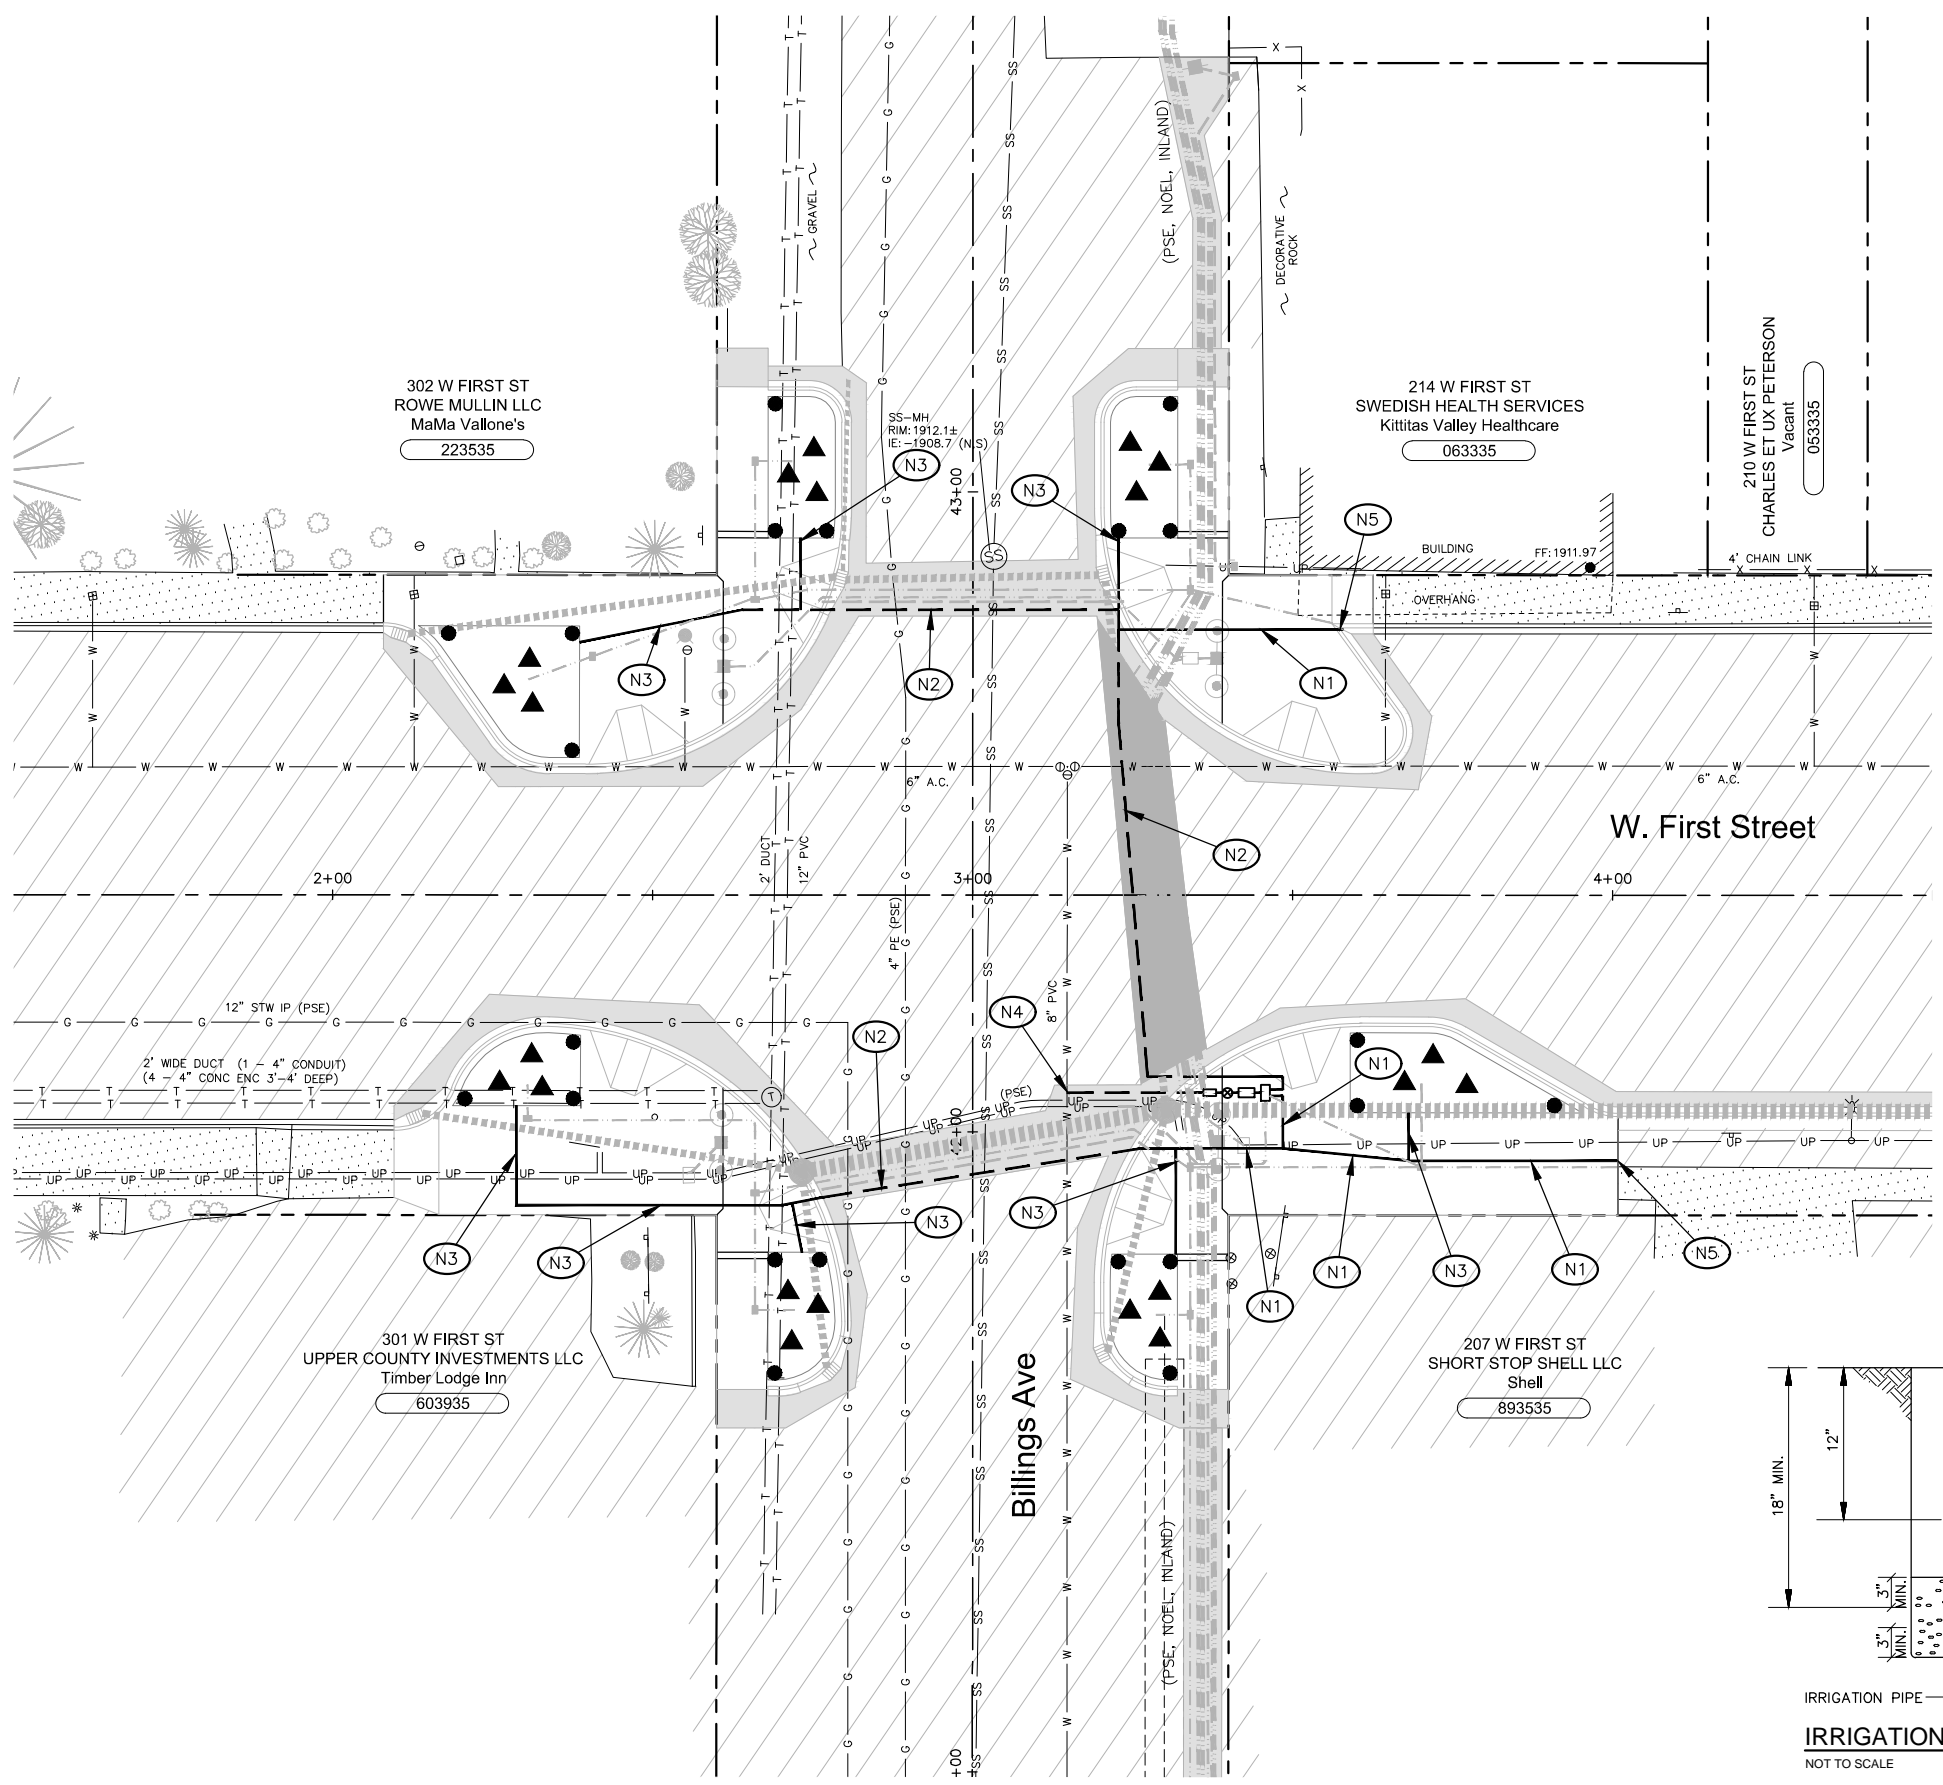 X
X
(PSE, NOEL, INLAND)
GRAVEL
DECORATIVE
ROCK
302 W FIRST ST
ROWE MULLIN LLC
MaMa Vallone's
223535
SS-MH
RIM: 1912.1±
IE: -1908.7 (N,S)
N3
43+00
N3
214 W FIRST ST
SWEDISH HEALTH SERVICES
Kittitas Valley Healthcare
063335
210 W FIRST ST
CHARLES ET UX PETERSON
Vacant
053335
N5
BUILDING
FF: 1911.97
4' CHAIN LINK
X X X
SS
OVERHANG
N3
N2
N1
6" A.C.
6" A.C.
W. First Street
N2
2' DUCT
12" PVC
2+00
3+00
4+00
4" PE (PSE)
8" PVC
12" STW IP (PSE)
N4
N2
2' WIDE DUCT (1 - 4" CONDUIT)
(4 - 4" CONC ENC 3'-4' DEEP)
T
(PSE)
N1
42+00
N3
N3
N3
N3
N1
N1
N3
N1
N5
301 W FIRST ST
UPPER COUNTY INVESTMENTS LLC
Timber Lodge Inn
603935
Billings Ave
207 W FIRST ST
SHORT STOP SHELL LLC
Shell
893535
18" MIN.
12"
3"
MIN.
3"
MIN.
(PSE, NOEL, INLAND)
+00
IRRIGATION PIPE
IRRIGATION
NOT TO SCALE